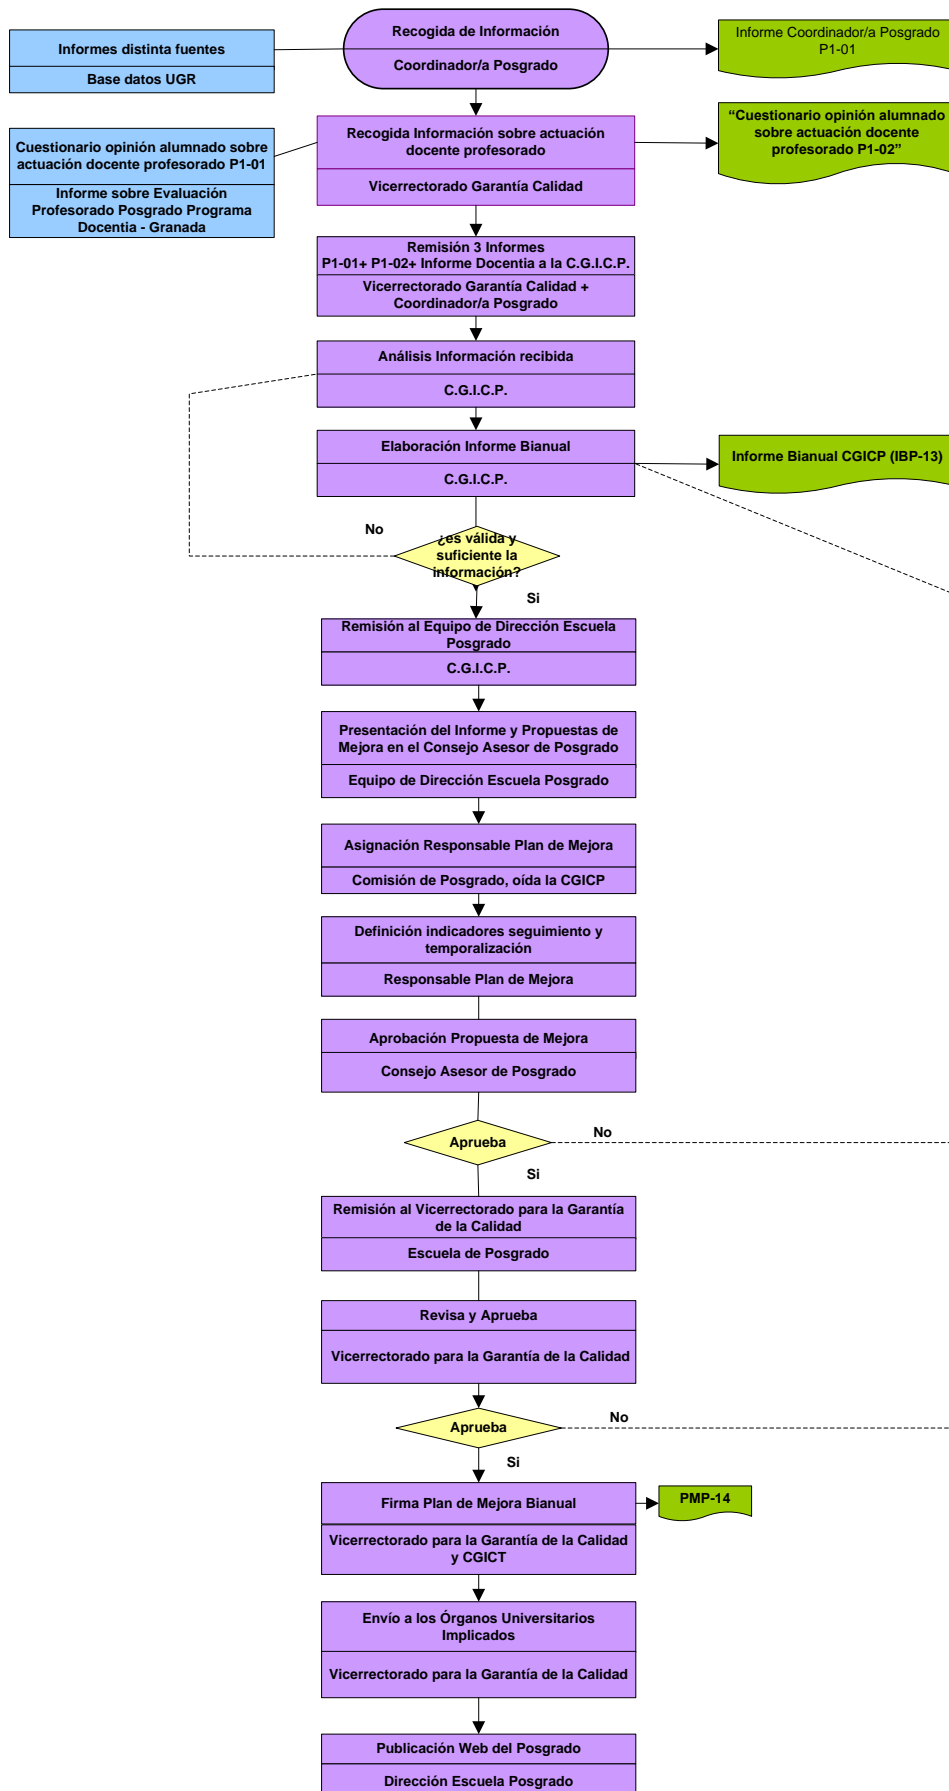 Informes distinta fuentes
Base datos UGR
Recogida de Información
Coordinador/a Posgrado
Informe Coordinador/a Posgrado
P1-01
Cuestionario opinión alumnado sobre
actuación docente profesorado P1-01
Informe sobre Evaluación
Profesorado Posgrado Programa
Docentia - Granada
Recogida Información sobre actuación
docente profesorado
Vicerrectorado Garantía Calidad
“Cuestionario opinión alumnado
sobre actuación docente
profesorado P1-02”
Remisión 3 Informes
P1-01+ P1-02+ Informe Docentia a la C.G.I.C.P.
Vicerrectorado Garantía Calidad +
Coordinador/a Posgrado
Análisis Información recibida
C.G.I.C.P.
Elaboración Informe Bianual
C.G.I.C.P.
Informe Bianual CGICP (IBP-13)
No
¿es válida y
suficiente la
información?
Si
Remisión al Equipo de Dirección Escuela
Posgrado
C.G.I.C.P.
Presentación del Informe y Propuestas de
Mejora en el Consejo Asesor de Posgrado
Equipo de Dirección Escuela Posgrado
Asignación Responsable Plan de Mejora
Comisión de Posgrado, oída la CGICP
Definición indicadores seguimiento y
temporalización
Responsable Plan de Mejora
Aprobación Propuesta de Mejora
Consejo Asesor de Posgrado
Aprueba
No
Si
Remisión al Vicerrectorado para la Garantía
de la Calidad
Escuela de Posgrado
Revisa y Aprueba
Vicerrectorado para la Garantía de la Calidad
Aprueba
No
Si
Firma Plan de Mejora Bianual
Vicerrectorado para la Garantía de la Calidad
y CGICT
PMP-14
Envío a los Órganos Universitarios
Implicados
Vicerrectorado para la Garantía de la Calidad
Publicación Web del Posgrado
Dirección Escuela Posgrado